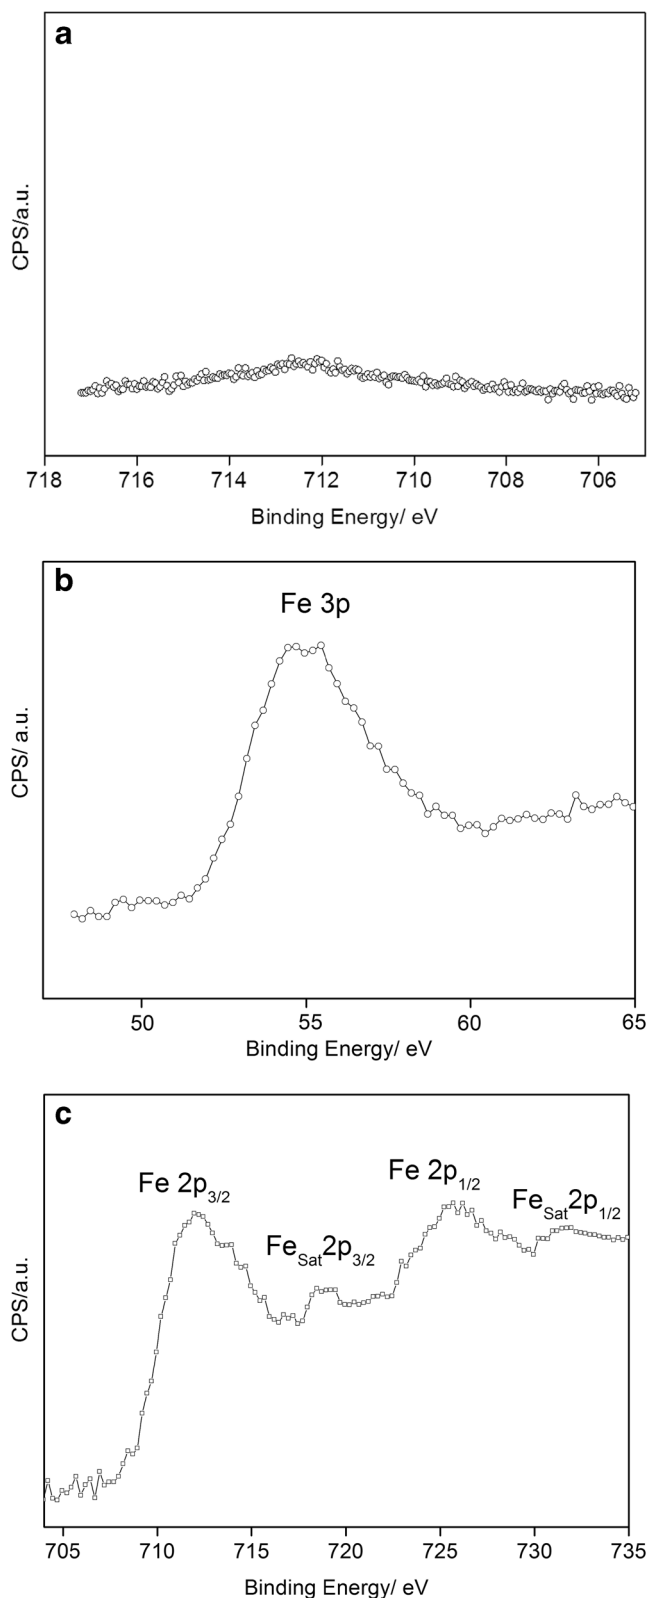 a
CPS/a.u.
718 716 714 712 710 708 706
Binding Energy/ eV
b
Fe 3p
CPS/ a.u.
50 55 60 65
Binding Energy/ eV
c
Fe 2p3/2
Fe 2p1/2
FeSat2p1/2
FeSat2p3/2
CPS/a.u.
705 710 715 720 725 730 735
Binding Energy/ eV